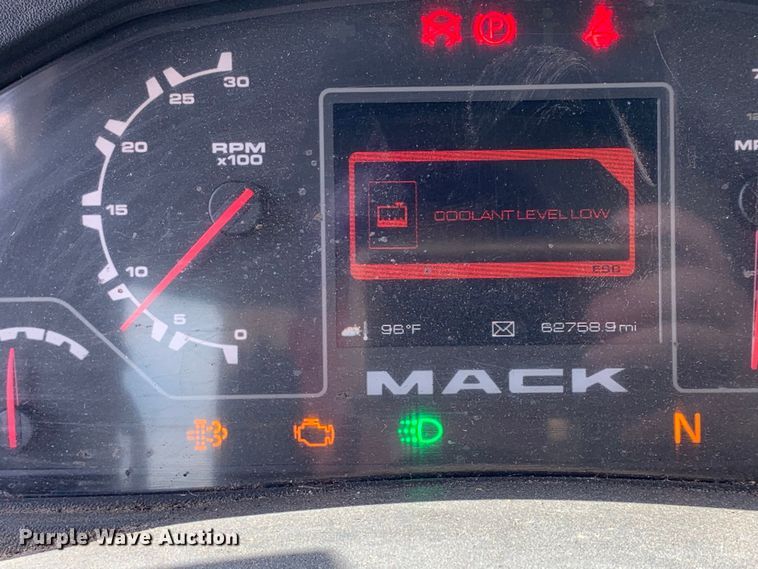 P
30
25
20
15
10
5
0
RPM
x100
COOLANT LEVEL LOW
ESC
96°F
62758.9 mi
MACK
N
Purple Wave Auction